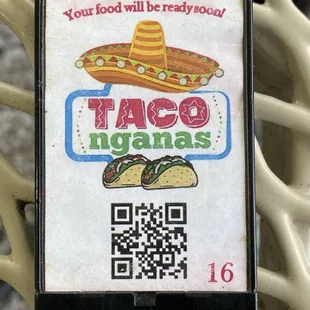 Your food will be ready soon!
TACO
nganas
16